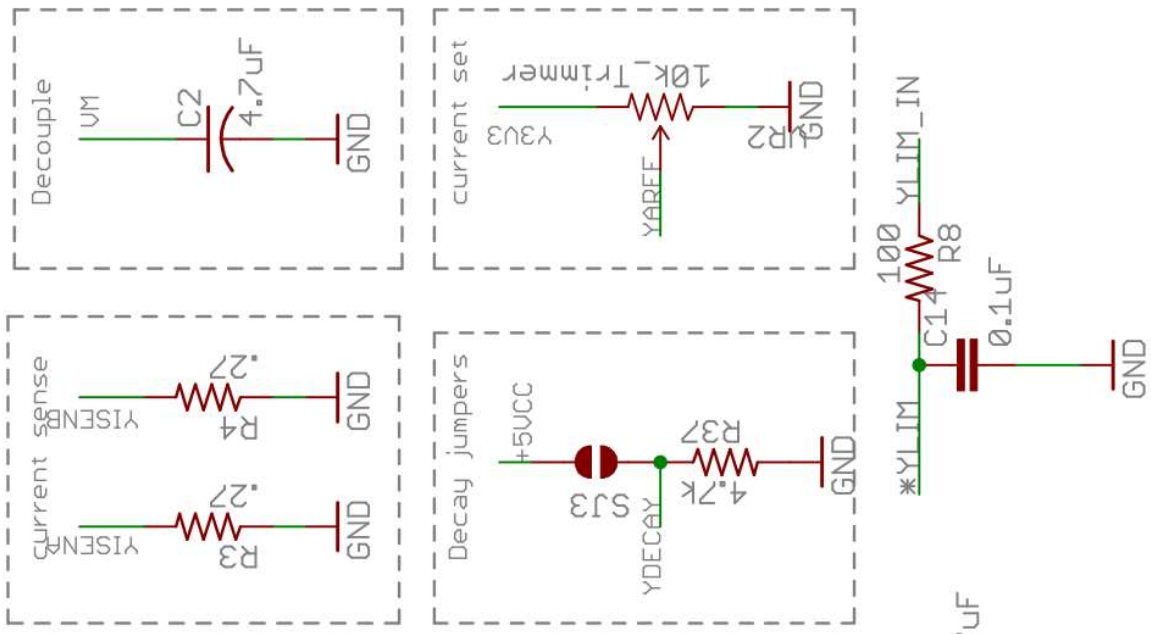 Decouple
VM
C2
4.7uF
GND
current set
10k_Trimmer
Y3V3
GND
YAREF
YLIM_IN
100
R8
C14
0.1uF
GND
*YLIM
current sense
.27
YISENB
R4
GND
.27
YISENA
R3
GND
Decay jumpers
+5VCC
SJ3
R37
4.7k
YDECAY
GND
uF